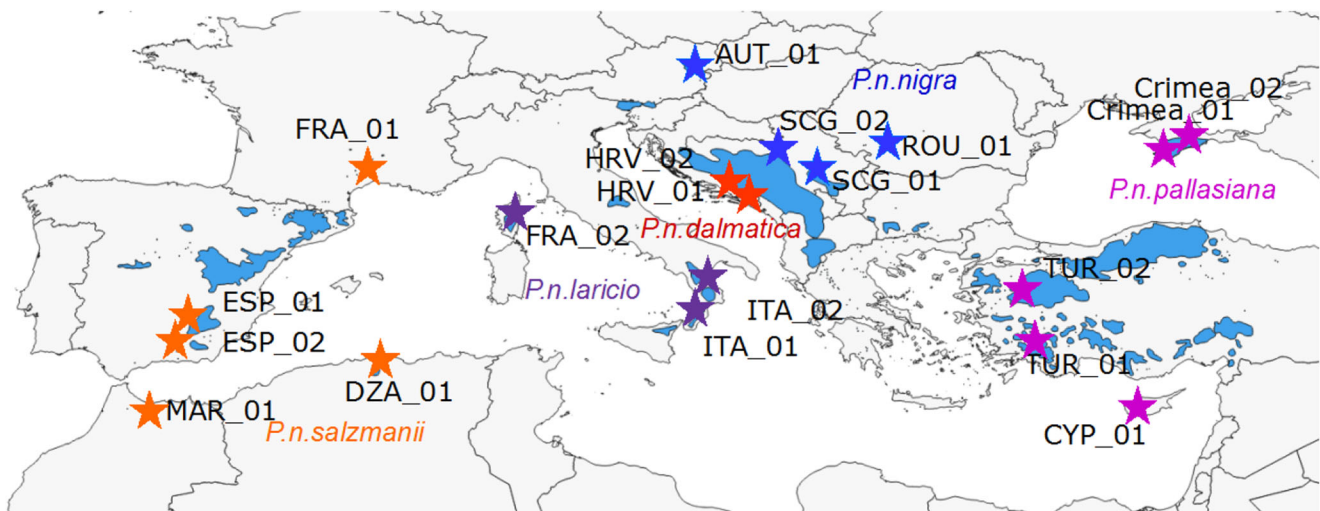 AUT_01
P.n.nigra
Crimea_02
Crimea_01
FRA_01
SCG_02
ROU_01
HRV_02
SCG_01
HRV_01
P.n.pallasiana
P.n.dalmatica
FRA_02
TUR_02
P.n.laricio
ESP_01
ITA_02
ESP_02
ITA_01
TUR_01
DZA_01
MAR_01
P.n.salzmanii
CYP_01